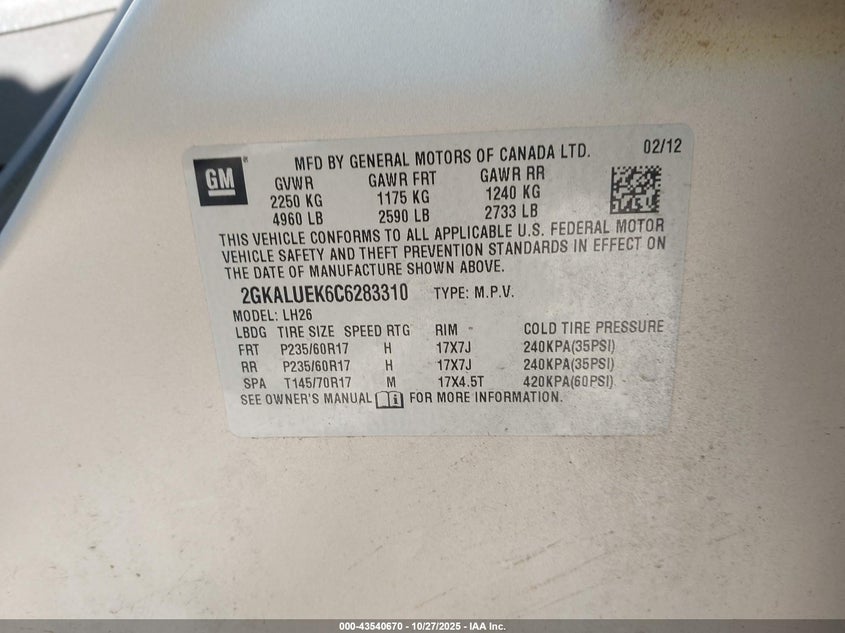 GM
MFD BY GENERAL MOTORS OF CANADA LTD. 02/12
GVWR GAWR FRT GAWR RR
2250 KG 1175 KG 1240 KG
4960 LB 2590 LB 2733 LB
THIS VEHICLE CONFORMS TO ALL APPLICABLE U.S. FEDERAL MOTOR
VEHICLE SAFETY AND THEFT PREVENTION STANDARDS IN EFFECT ON
THE DATE OF MANUFACTURE SHOWN ABOVE.
2GKALUEK6C6283310 TYPE: M.P.V.
MODEL: LH26
LBDG TIRE SIZE SPEED RTG RIM COLD TIRE PRESSURE
FRT P235/60R17 H 17X7J 240KPA(35PSI)
RR P235/60R17 H 17X7J 240KPA(35PSI)
SPA T145/70R17 M 17X4.5T 420KPA(60PSI)
SEE OWNER'S MANUAL FOR MORE INFORMATION.
000-43540670 - 10/27/2025 - IAA Inc.